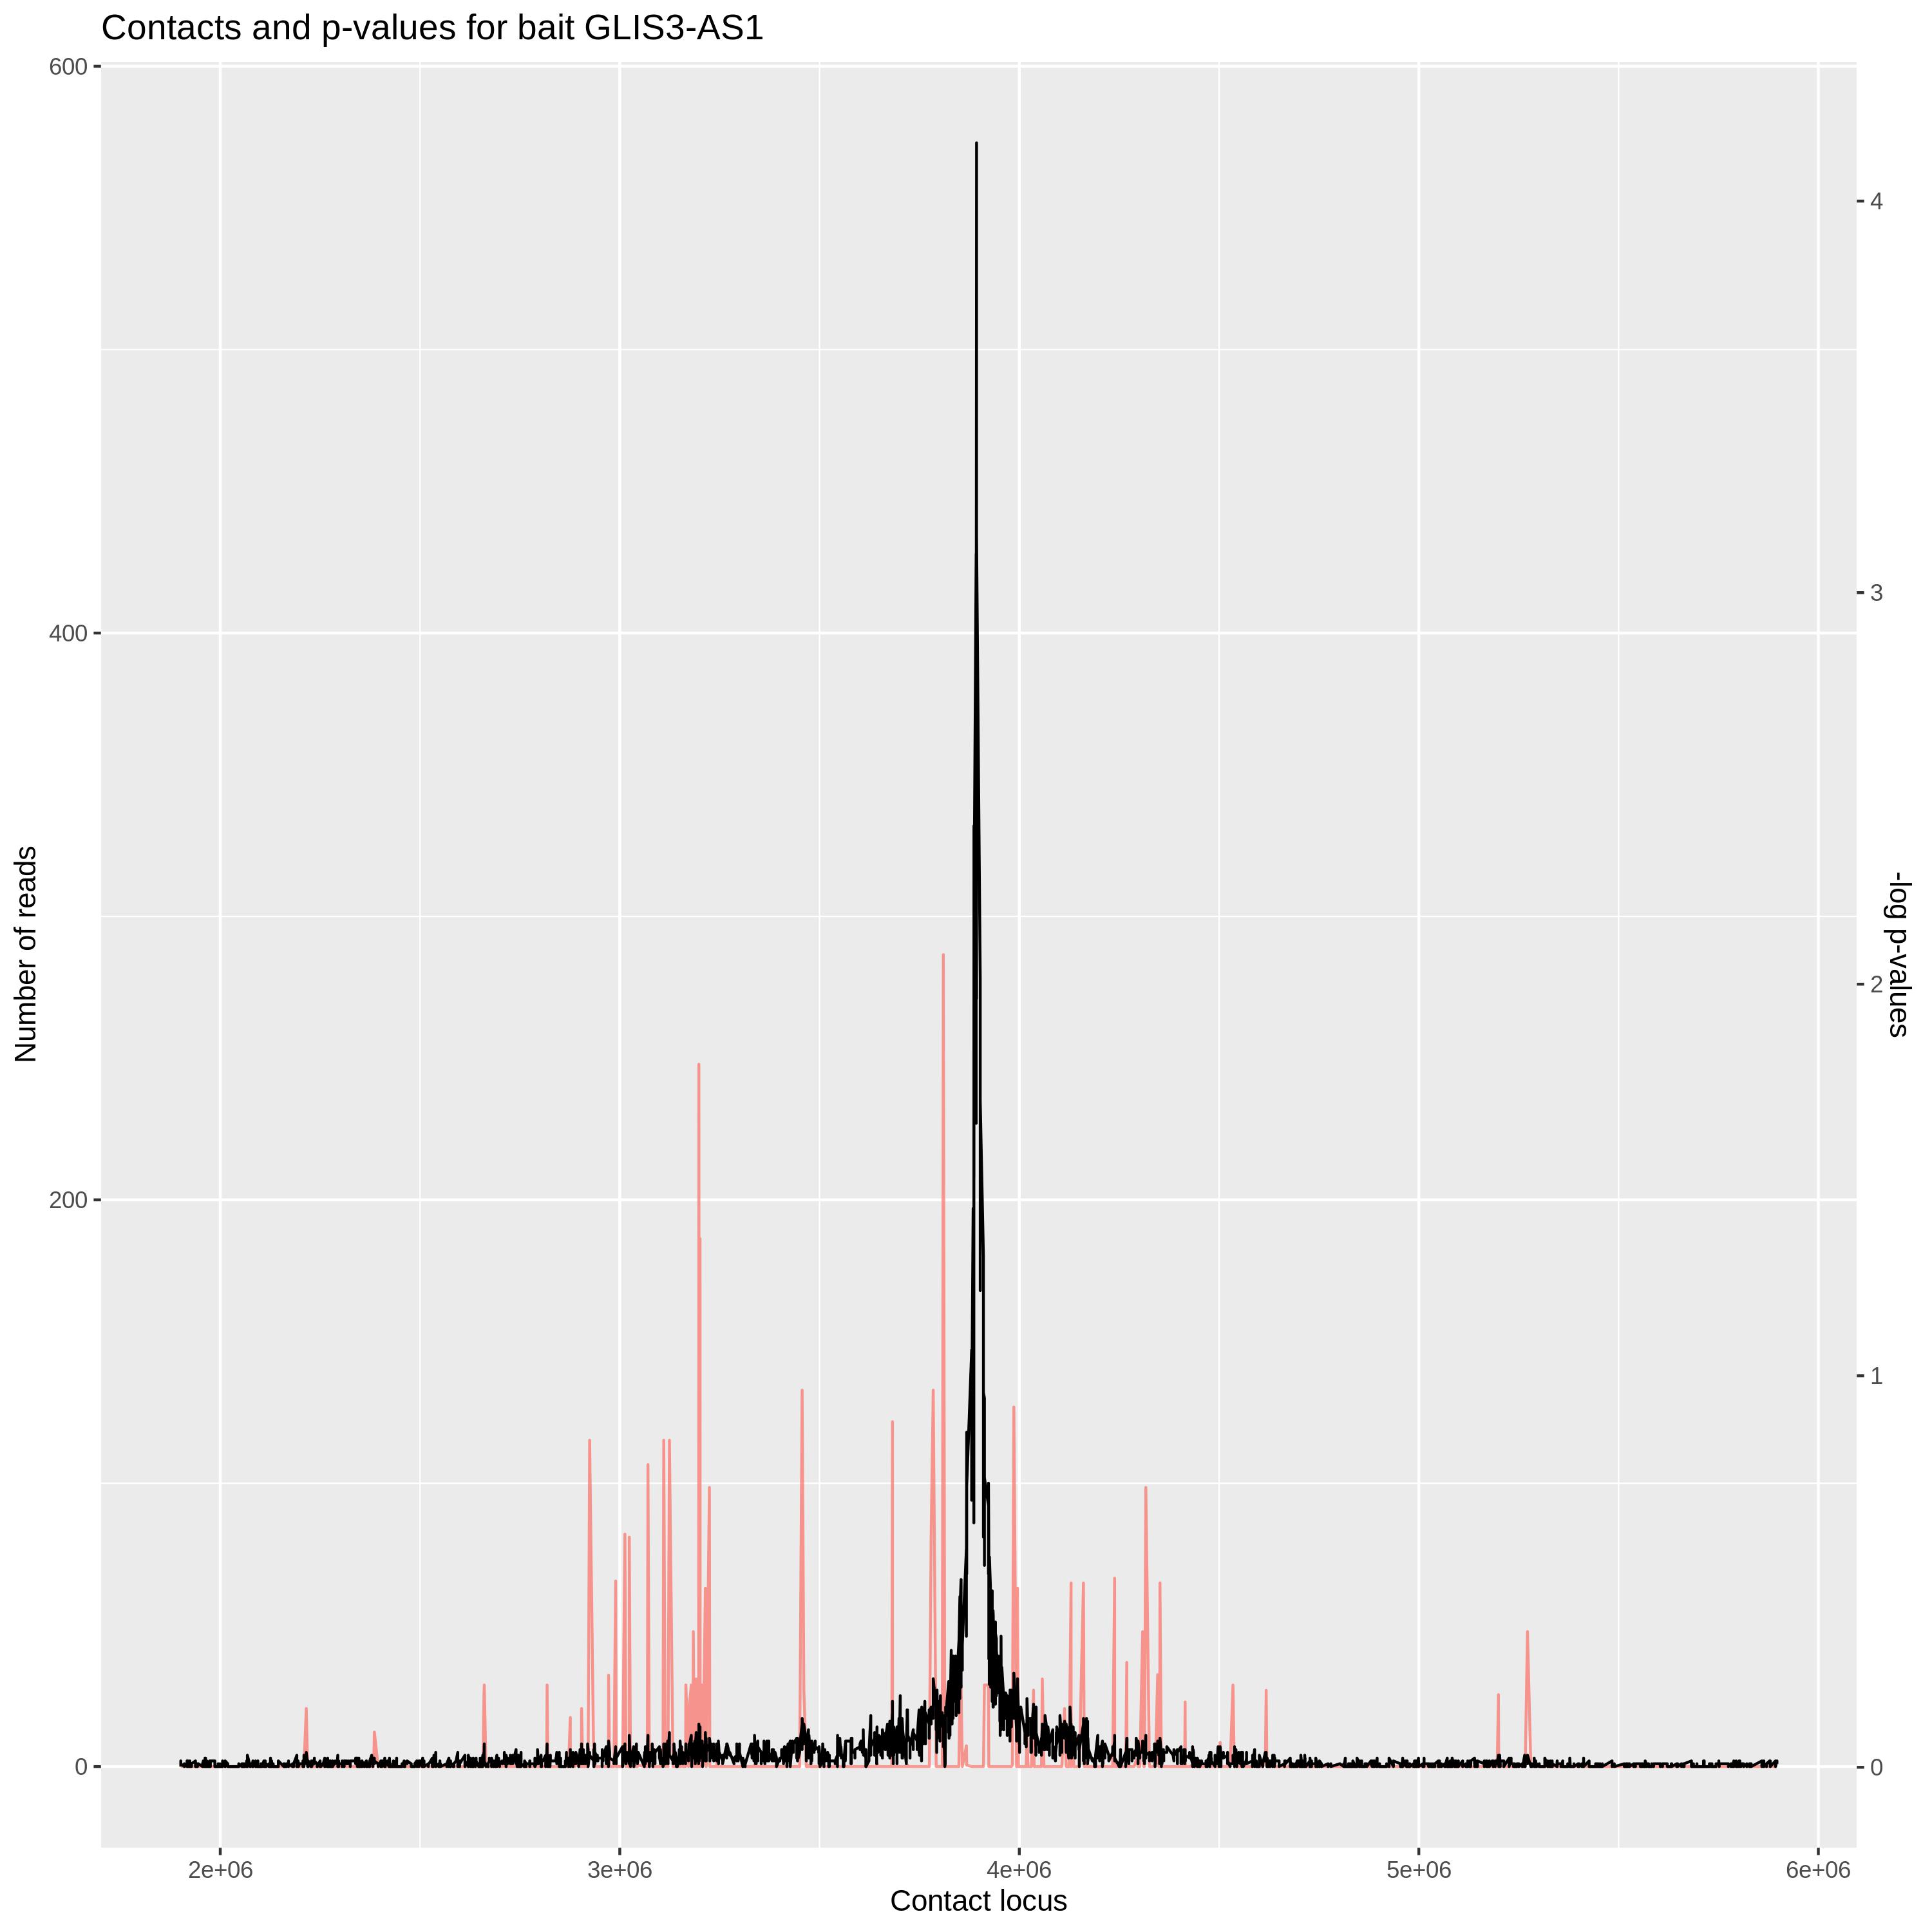 Contacts and p-values for bait GLIS3-AS1
600
400
200
0
Number of reads
4
3
2
1
0
-log p-values
2e+06
3e+06
4e+06
5e+06
6e+06
Contact locus